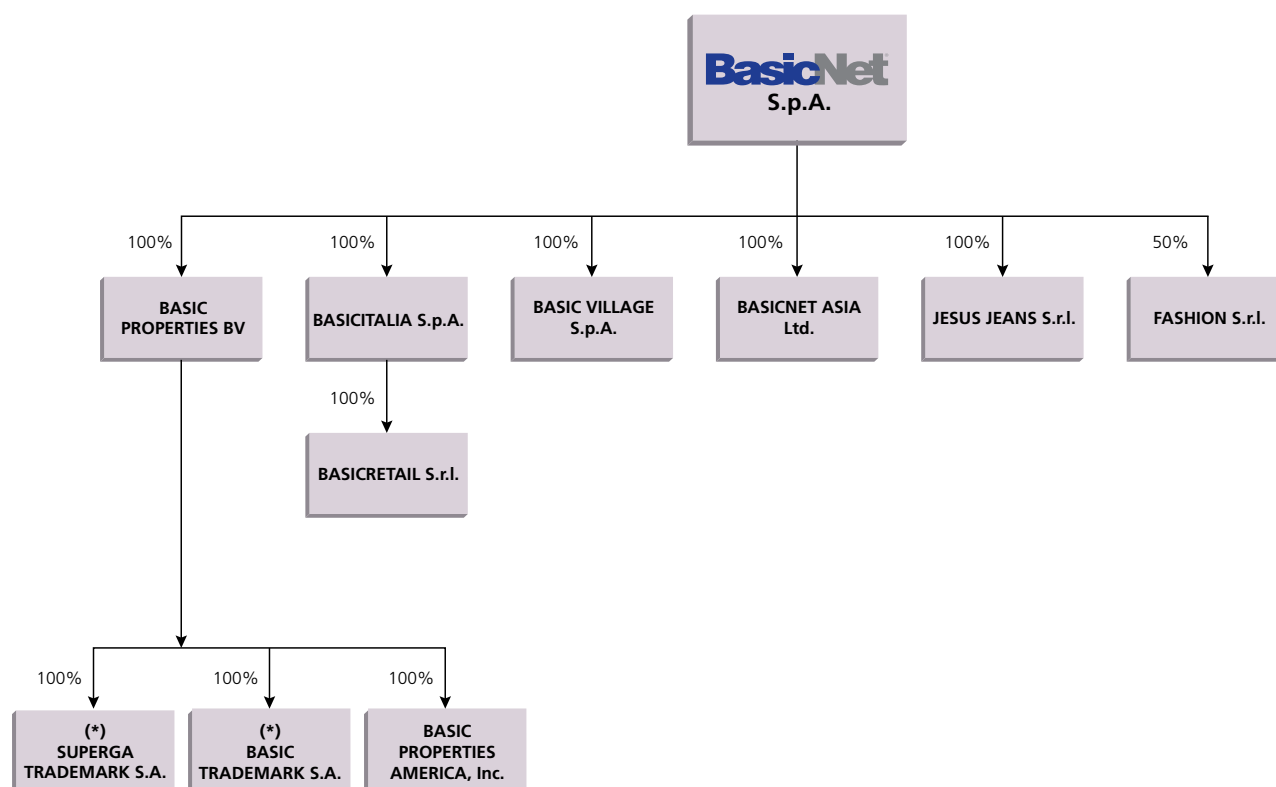 BasicNet
S.p.A.
100%
100%
100%
100%
100%
50%
BASIC
PROPERTIES BV
BASICITALIA S.p.A.
BASIC VILLAGE
S.p.A.
BASICNET ASIA
Ltd.
JESUS JEANS S.r.l.
FASHION S.r.l.
100%
BASICRETAIL S.r.l.
100%
100%
100%
(*)
SUPERGA
TRADEMARK S.A.
(*)
BASIC
TRADEMARK S.A.
BASIC
PROPERTIES
AMERICA, Inc.